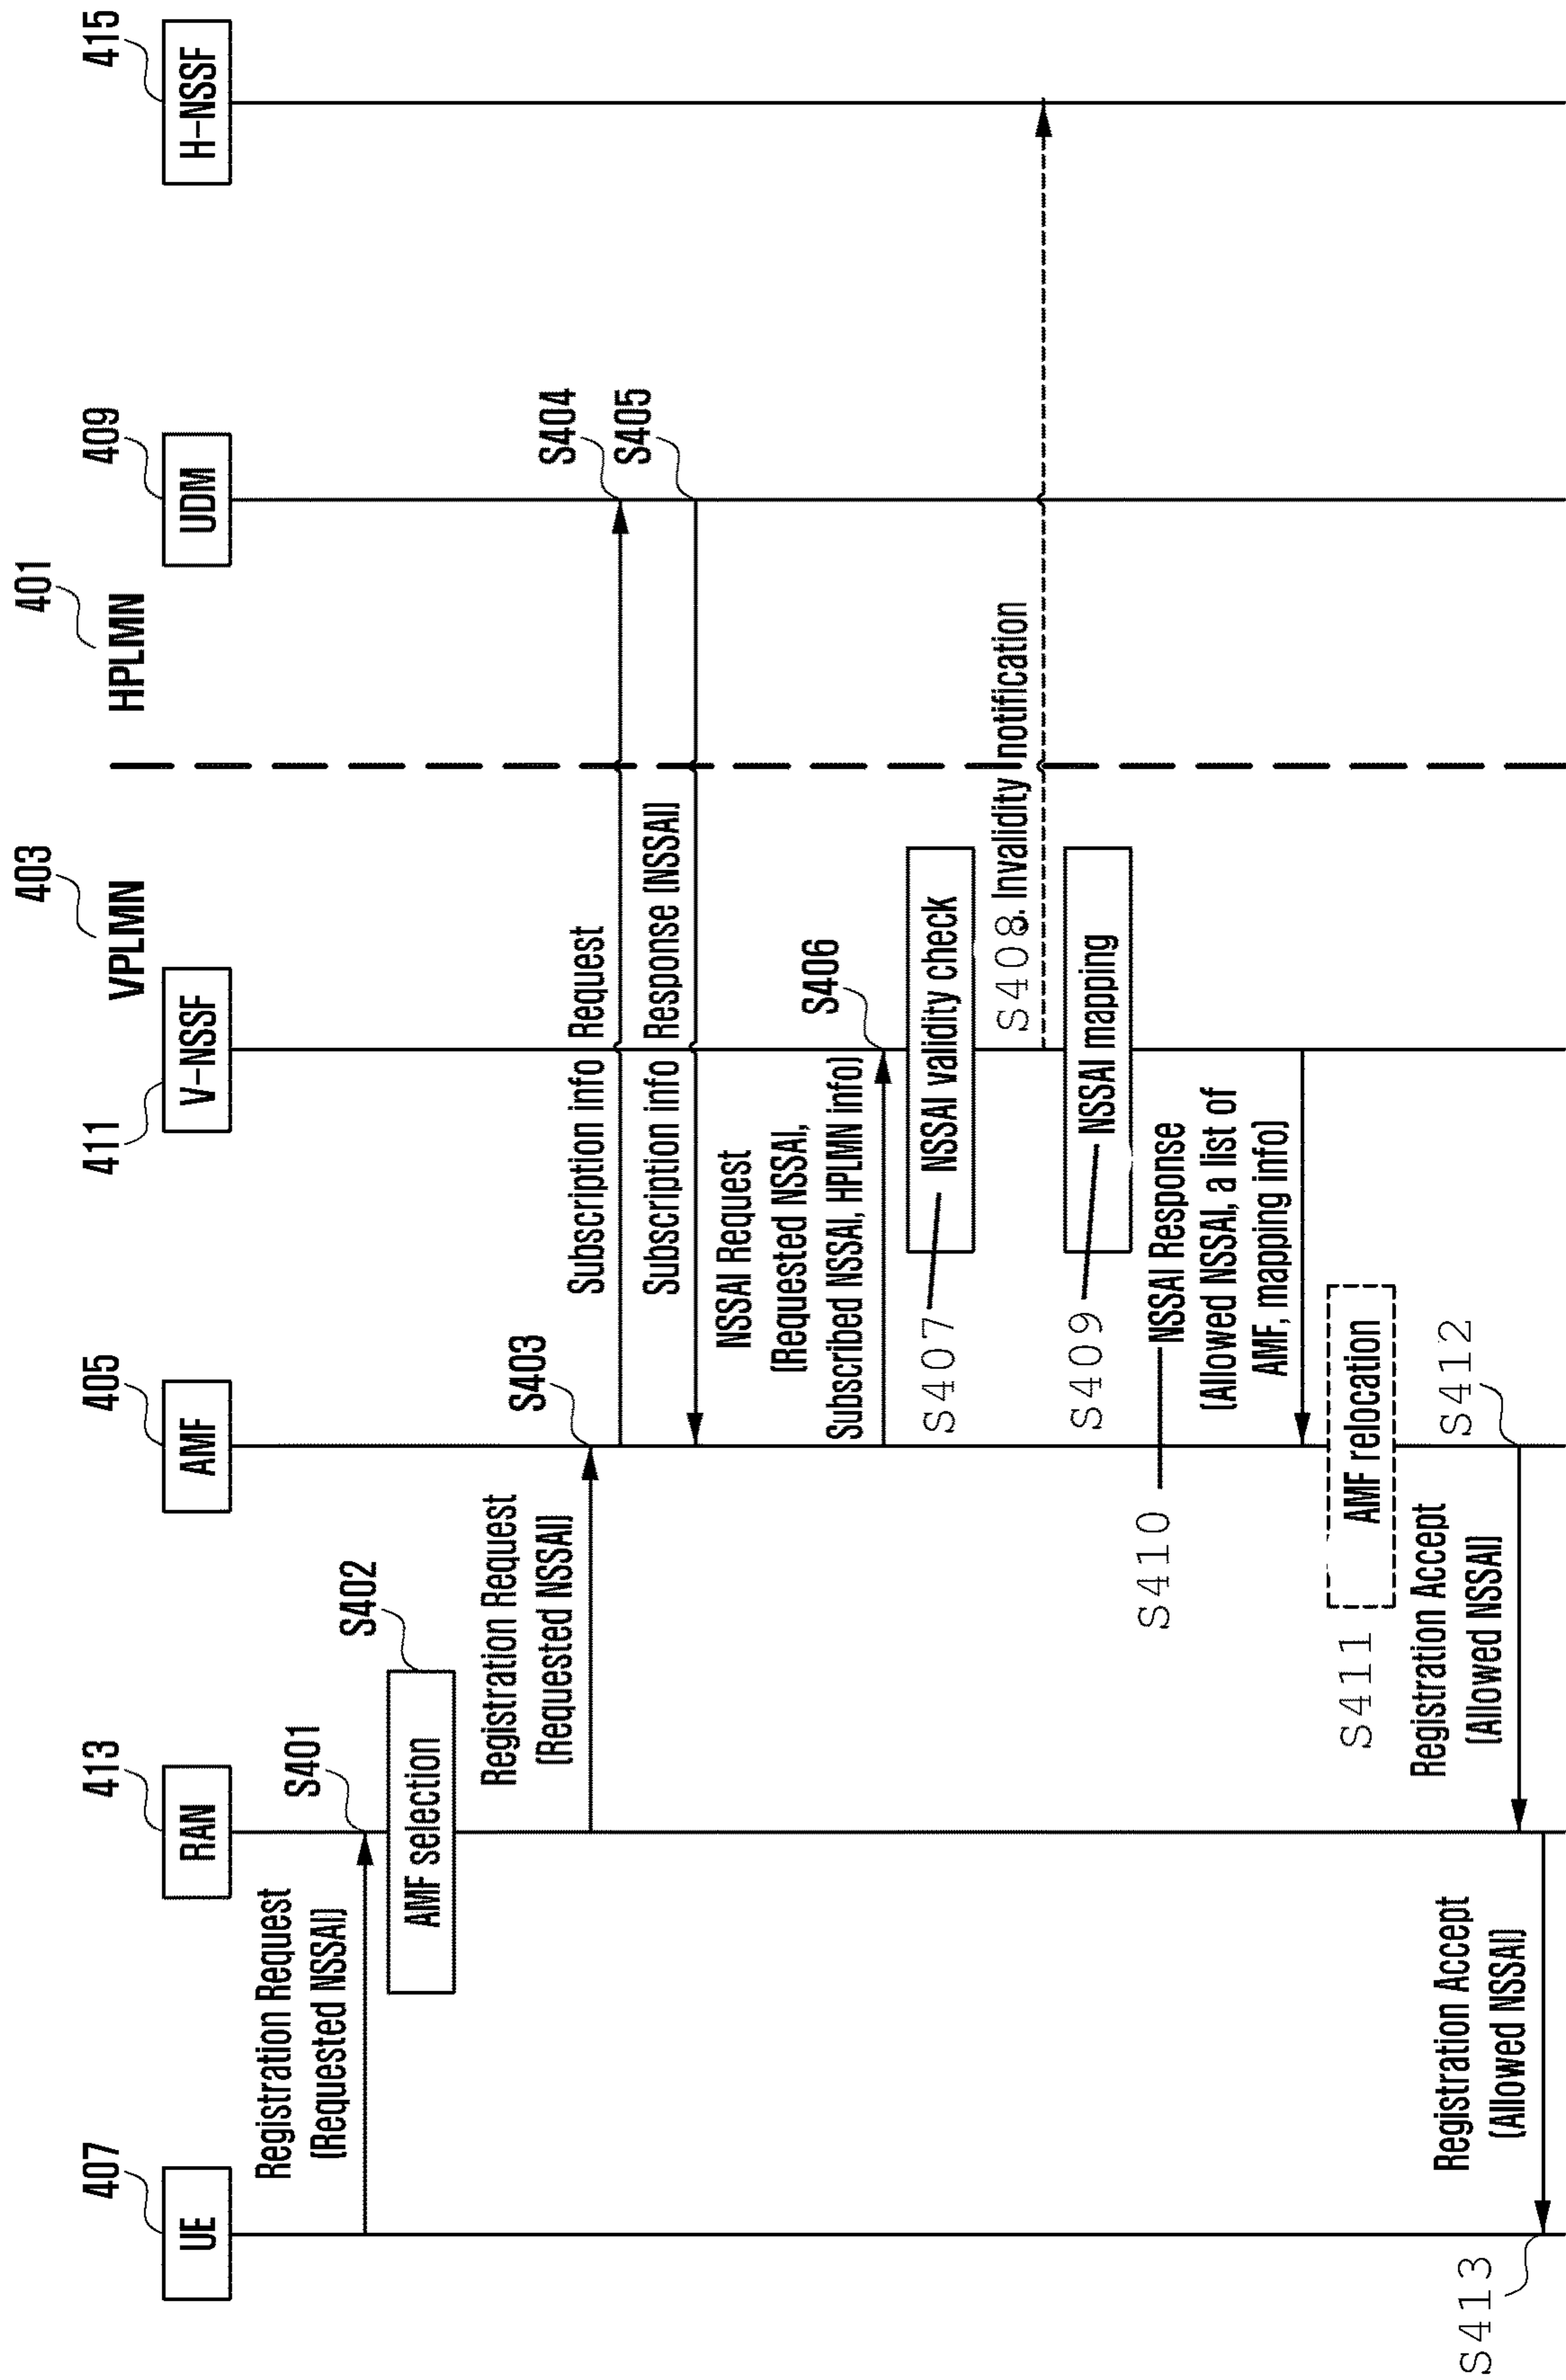 403
VPLMN
401
HPLMN
407
UE
413
RAN
405
AMF
411
V-NSSF
409
UDM
415
H-NSSF
Registration Request
(Requested NSSAI)
S401
AMF selection
S402
Registration Request
(Requested NSSAI)
S403
Subscription info Request
S404
Subscription info Response (NSSAI)
S405
NSSAI Request
(Requested NSSAI,
Subscribed NSSAI, HPLMN info)
S406
S407
NSSAI validity check
S408. Invalidity notification
S409
NSSAI mapping
S410
NSSAI Response
(Allowed NSSAI, a list of
AMF, mapping info)
S411
AMF relocation
Registration Accept
(Allowed NSSAI)
S412
Registration Accept
(Allowed NSSAI)
S413